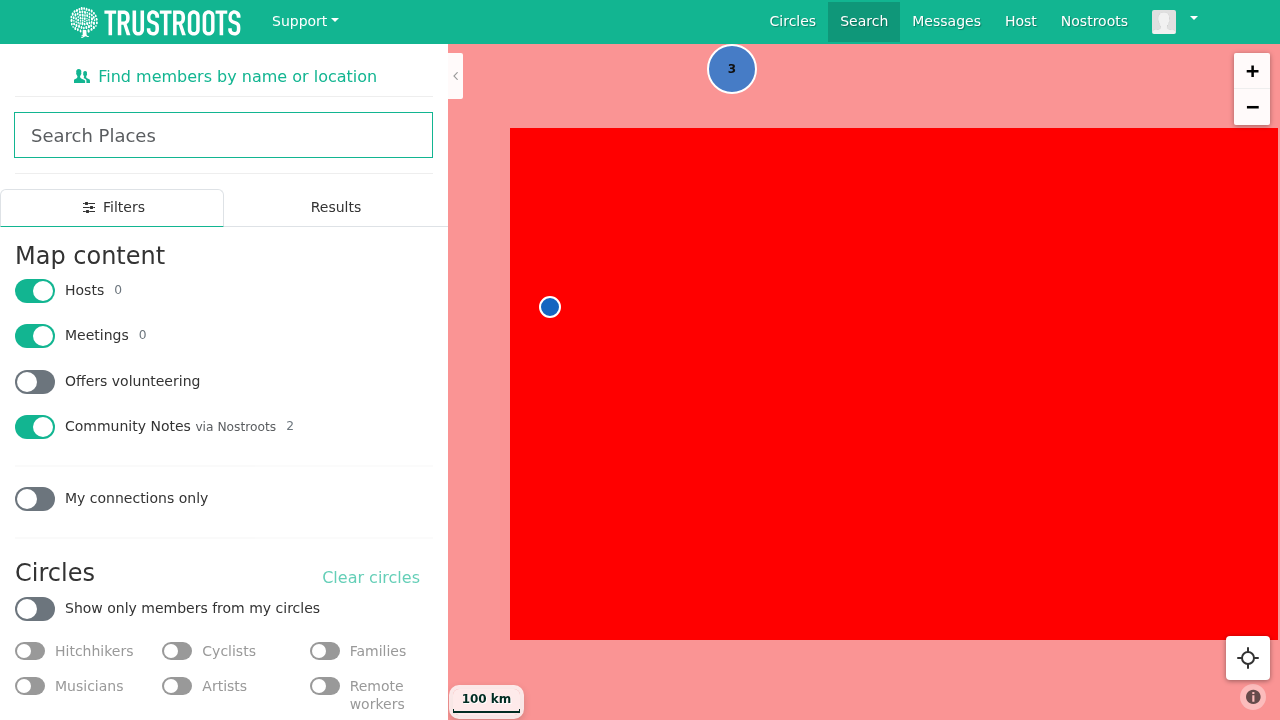 TRUSTROOTS
Support
Circles
Search
Messages
Host
Nostroots
Find members by name or location
Search Places
Filters
Results
Map content
Hosts 0
Meetings 0
Offers volunteering
Community Notes via Nostroots 2
My connections only
Circles
Clear circles
Show only members from my circles
Hitchhikers
Cyclists
Families
Musicians
Artists
Remote
workers
3
+
−
100 km